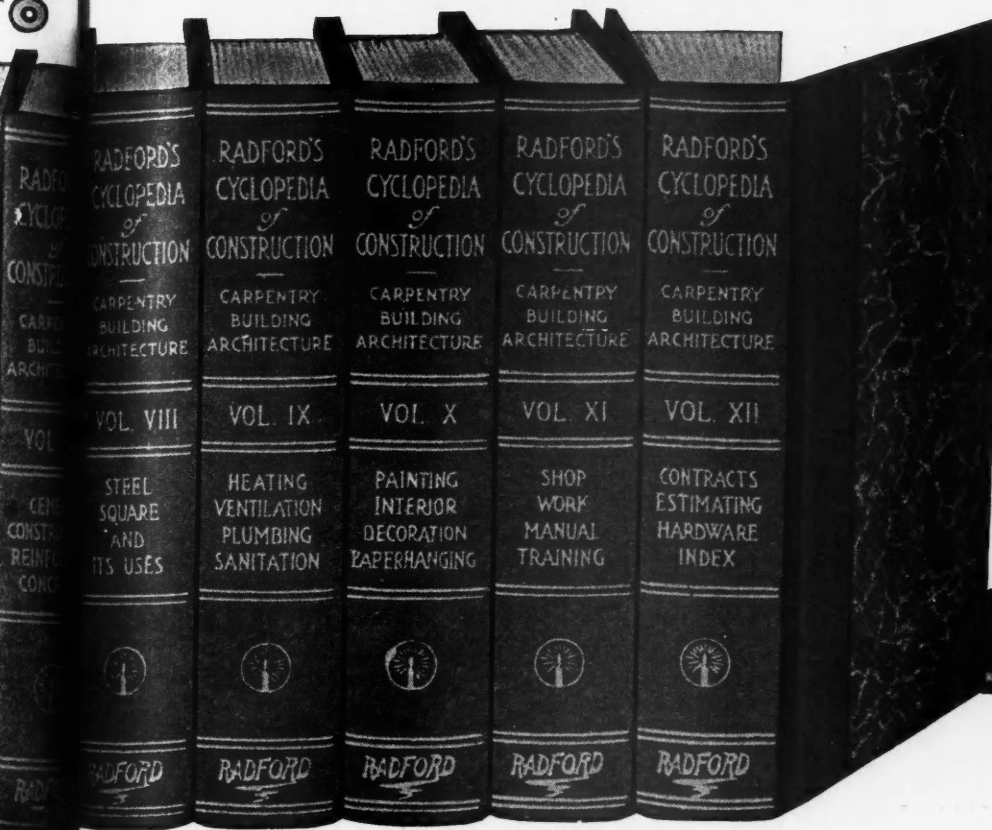 RADFORD'S
CYCLOPEDIA
of
CONSTRUCTION
CARPENTRY
BUILDING
ARCHITECTURE
VOL. VIII
STEEL
SQUARE
AND
ITS USES
RADFORD
RADFORD'S
CYCLOPEDIA
of
CONSTRUCTION
CARPENTRY
BUILDING
ARCHITECTURE
VOL. IX
HEATING
VENTILATION
PLUMBING
SANITATION
RADFORD
RADFORD'S
CYCLOPEDIA
of
CONSTRUCTION
CARPENTRY
BUILDING
ARCHITECTURE
VOL. X
PAINTING
INTERIOR
DECORATION
PAPERHANGING
RADFORD
RADFORD'S
CYCLOPEDIA
of
CONSTRUCTION
CARPENTRY
BUILDING
ARCHITECTURE
VOL. XI
SHOP
WORK
MANUAL
TRAINING
RADFORD
RADFORD'S
CYCLOPEDIA
of
CONSTRUCTION
CARPENTRY
BUILDING
ARCHITECTURE
VOL. XII
CONTRACTS
ESTIMATING
HARDWARE
INDEX
RADFORD